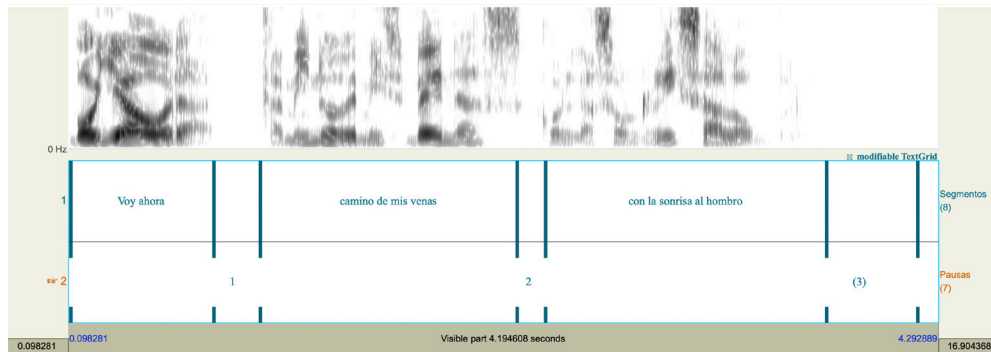 0 Hz
modifiable TextGrid
1 Voy ahora camino de mis venas con la sonrisa al hombro Segmentos
(8)
2 1 2 (3) Pausas
(7)
0.098281 Visible part 4.194608 seconds 4.292889
0.098281 16.904368